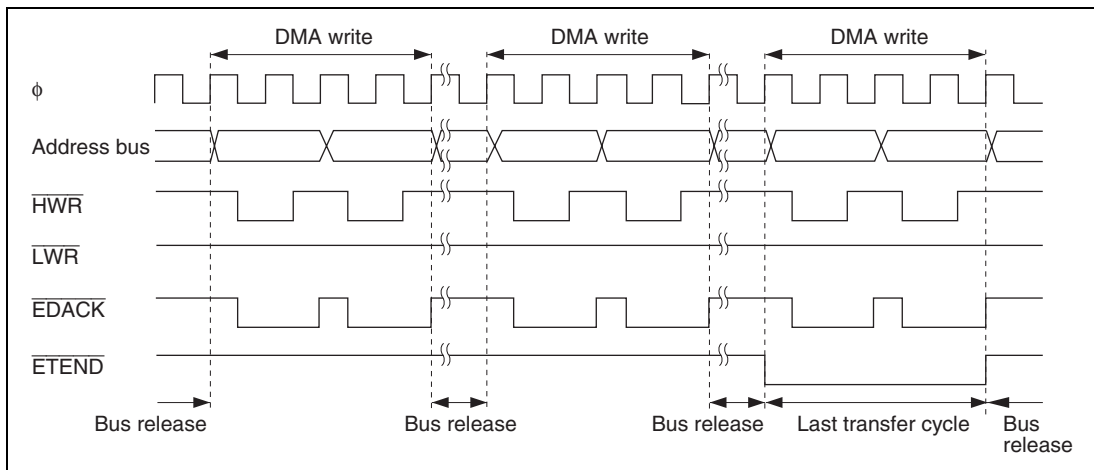 DMA write DMA write DMA write
ϕ
Address bus
HWR
LWR
EDACK
ETEND
Bus release Bus release Bus release Last transfer cycle Bus release